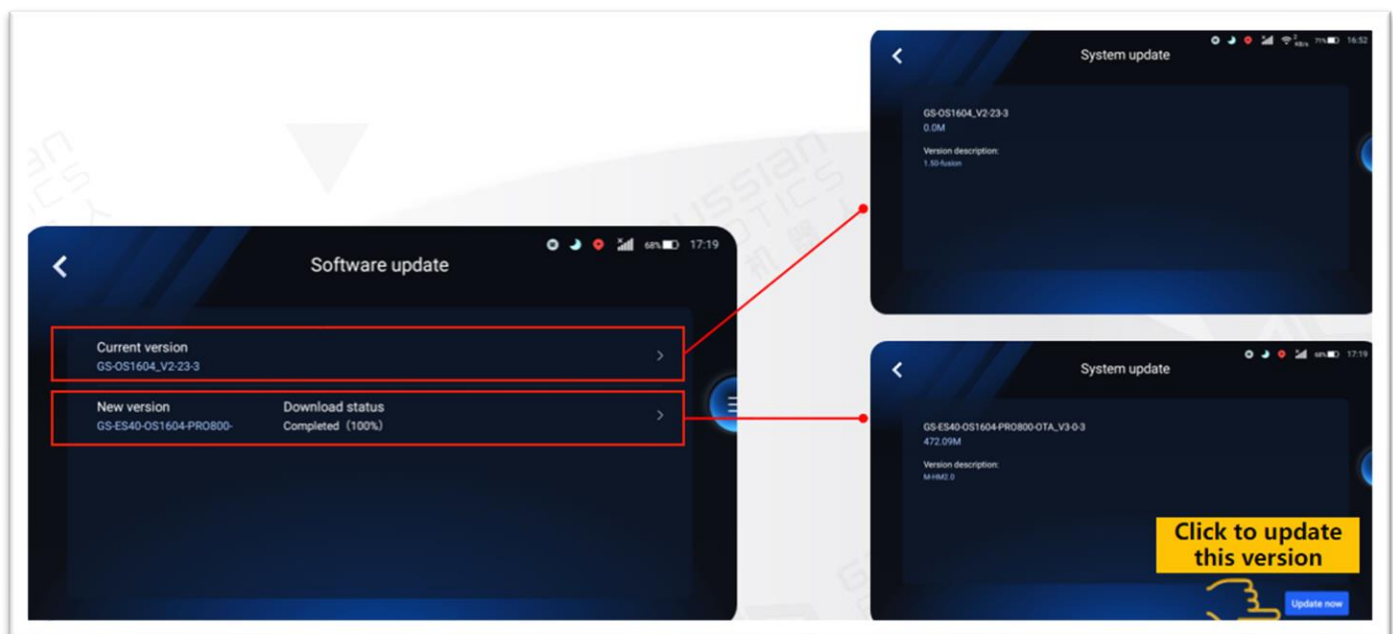 68% 17:19
Software update
Current version
GS-OS1604_V2-23-3
New version Download status
GS-ES40-OS1604-PRO800- Completed (100%)
71% 16:52
System update
GS-OS1604_V2-23-3
0.0M
Version description:
1.50-fusion
68% 17:19
System update
GS-ES40-OS1604-PRO800-OTA_V3-0-3
472.09M
Version description:
M-HM2.0
Click to update
this version
Update now